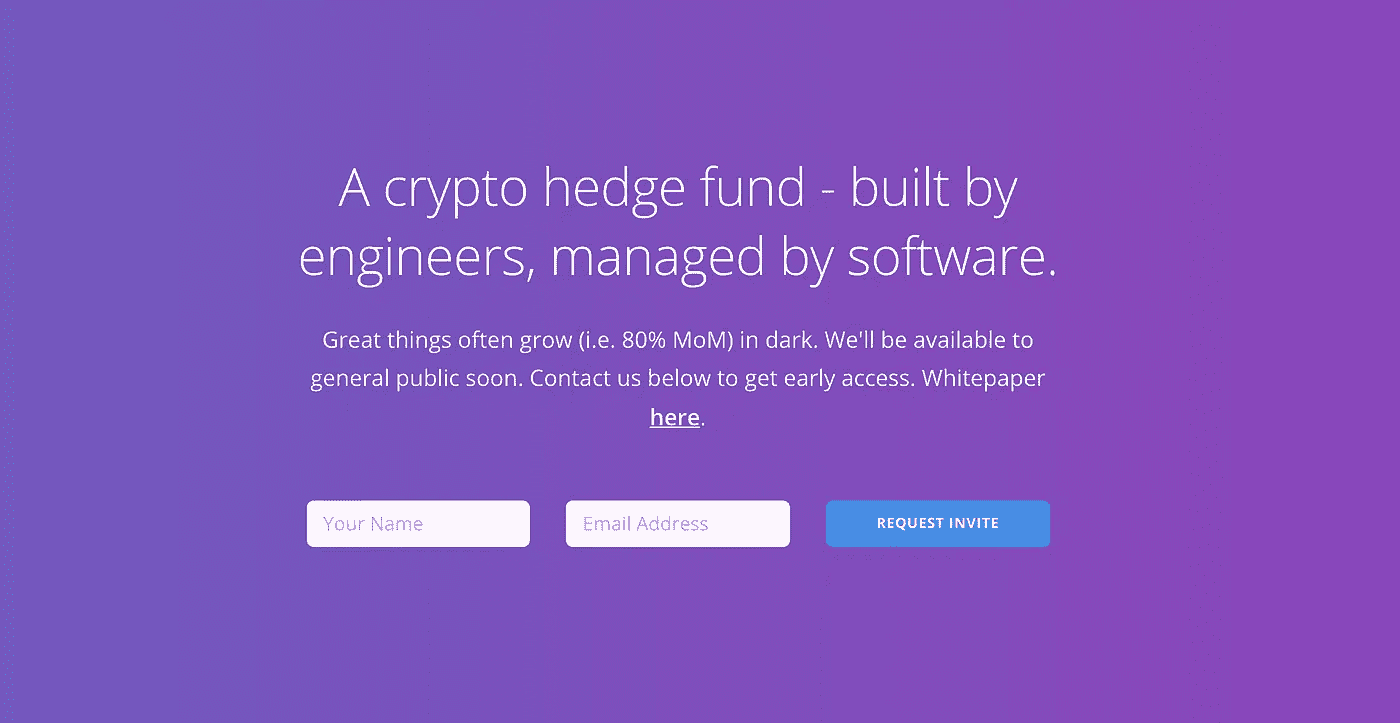 A crypto hedge fund - built by
engineers, managed by software.
Great things often grow (i.e. 80% MoM) in dark. We'll be available to
general public soon. Contact us below to get early access. Whitepaper
here.
Your Name
Email Address
REQUEST INVITE